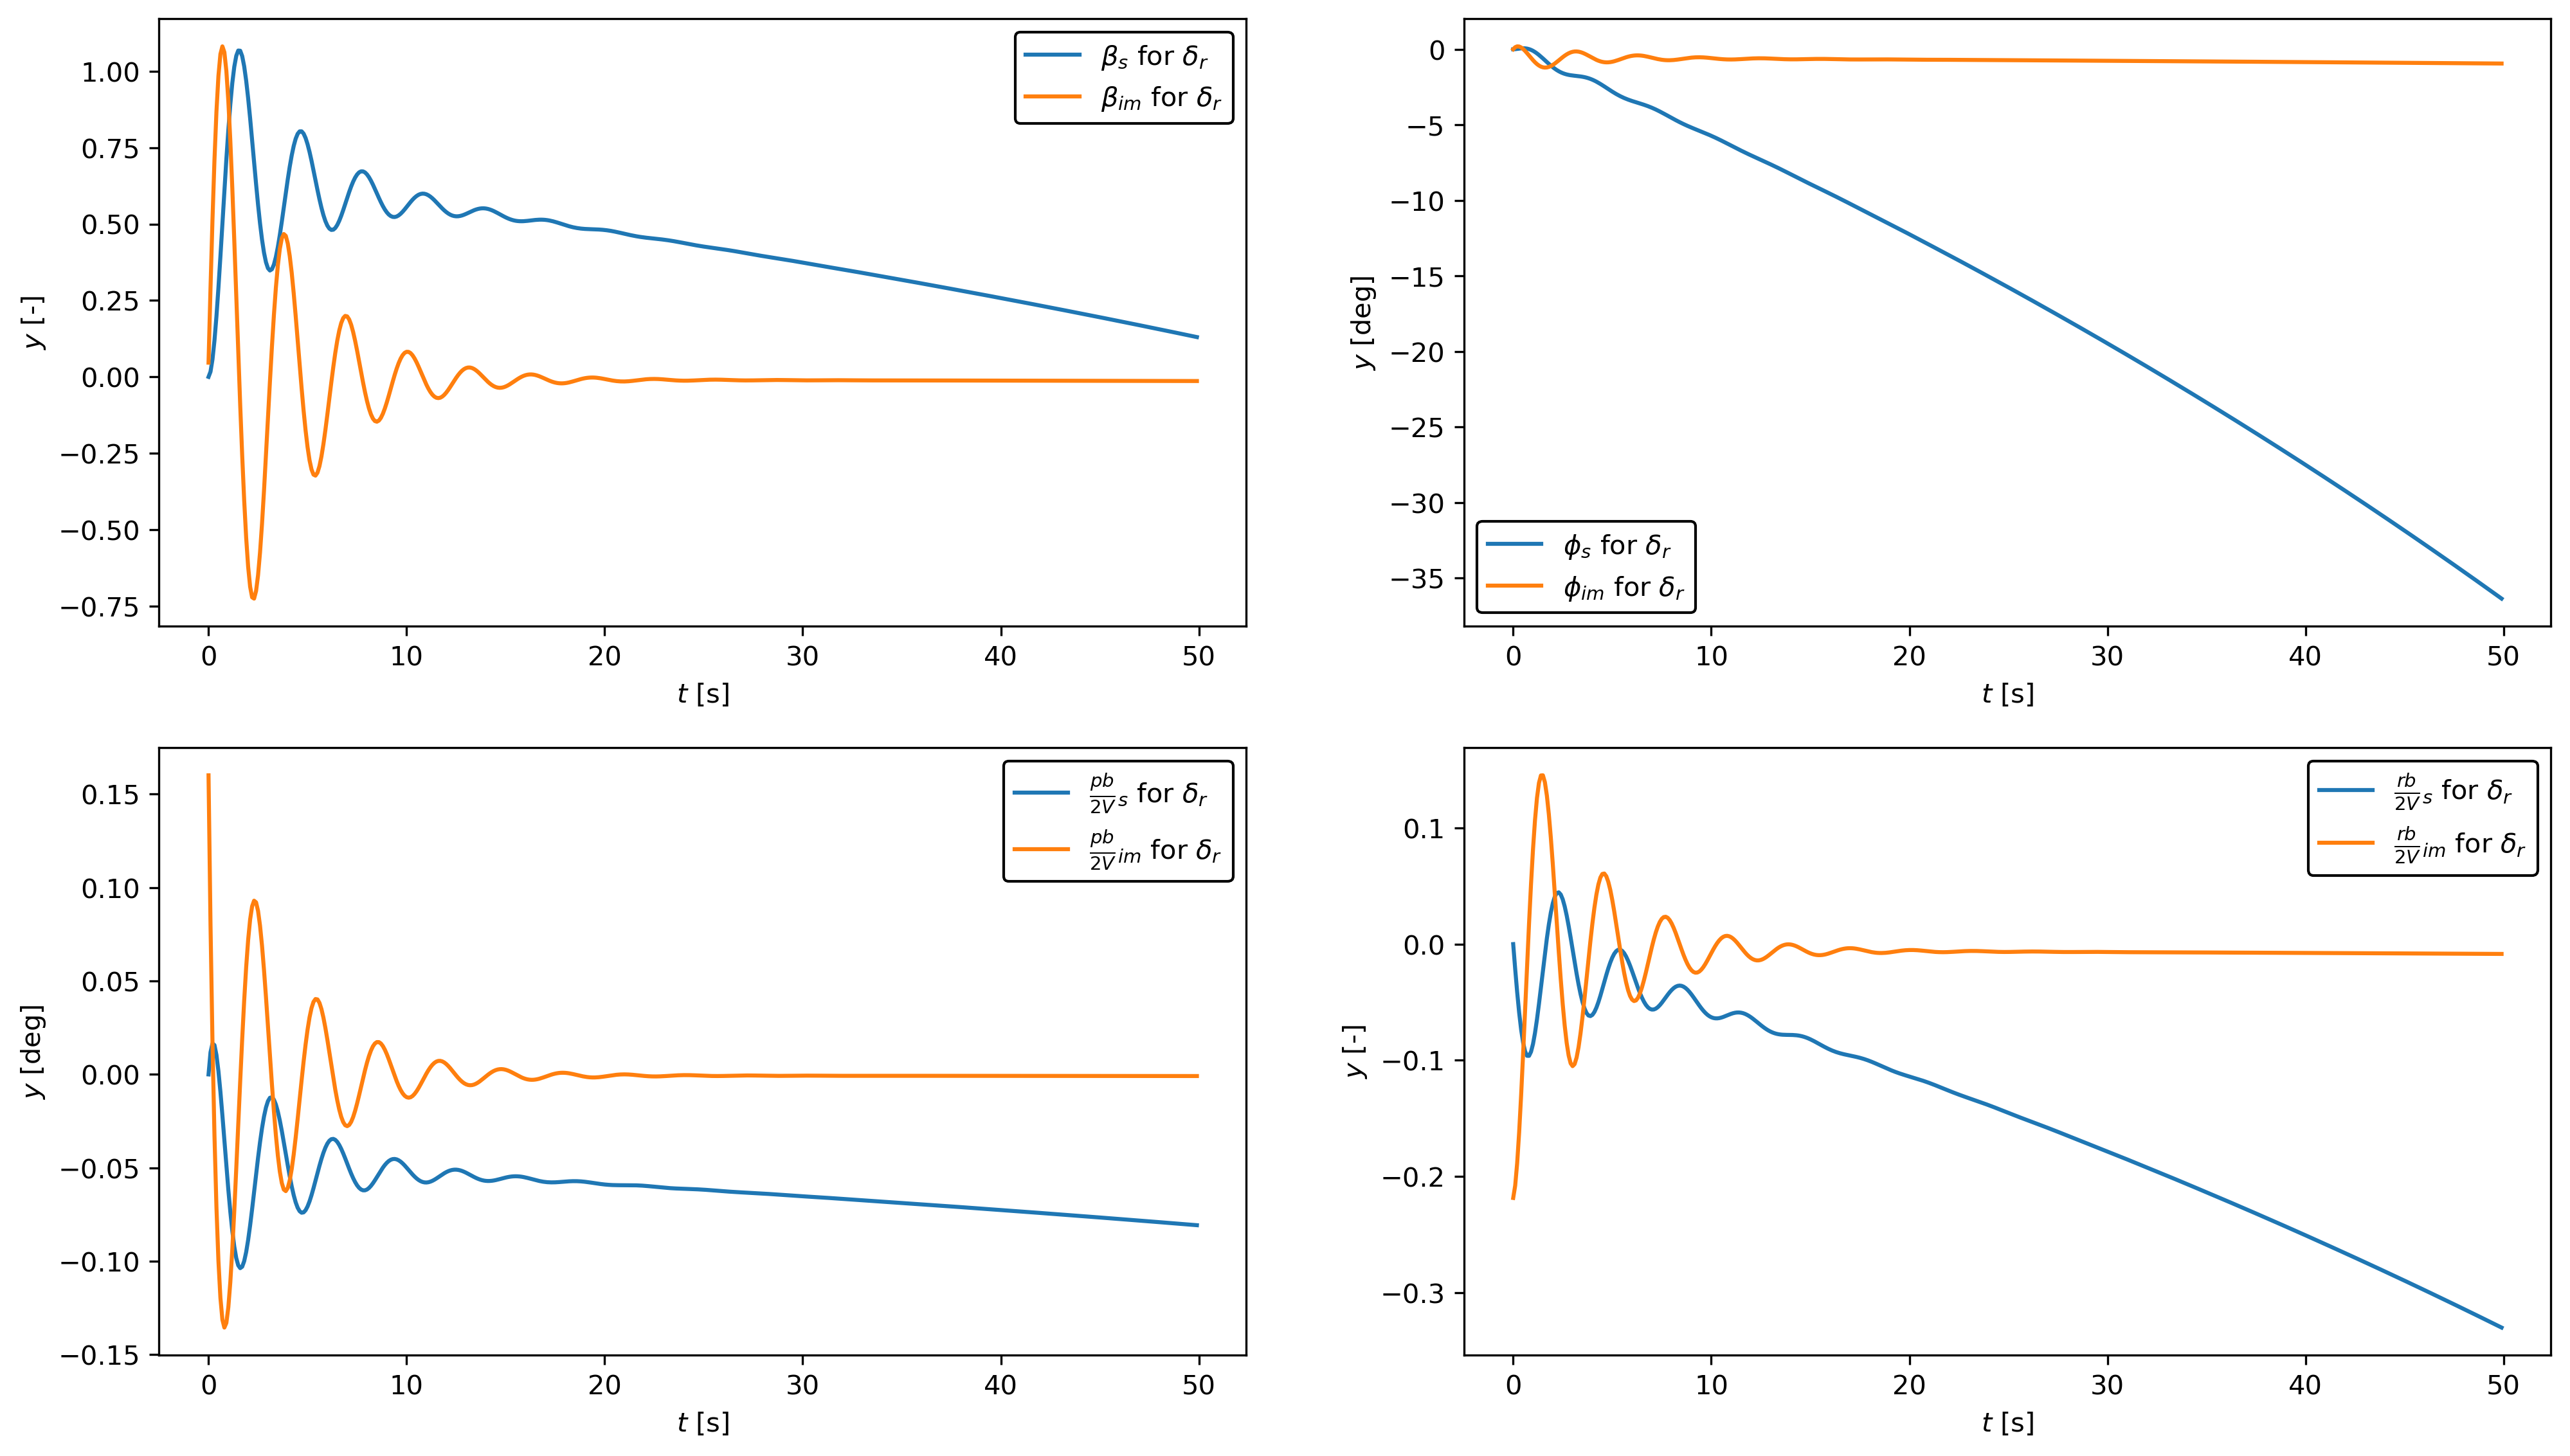 1.00
0.75
0.50
0.25
0.00
−0.25
−0.50
−0.75
y [-]
0 10 20 30 40 50
t [s]
βs for δr
βim for δr
0
−5
−10
−15
−20
−25
−30
−35
y [deg]
0 10 20 30 40 50
t [s]
ϕs for δr
ϕim for δr
0.15
0.10
0.05
0.00
−0.05
−0.10
−0.15
y [deg]
0 10 20 30 40 50
t [s]
pb/2V s for δr
pb/2V im for δr
0.1
0.0
−0.1
−0.2
−0.3
y [-]
0 10 20 30 40 50
t [s]
rb/2V s for δr
rb/2V im for δr